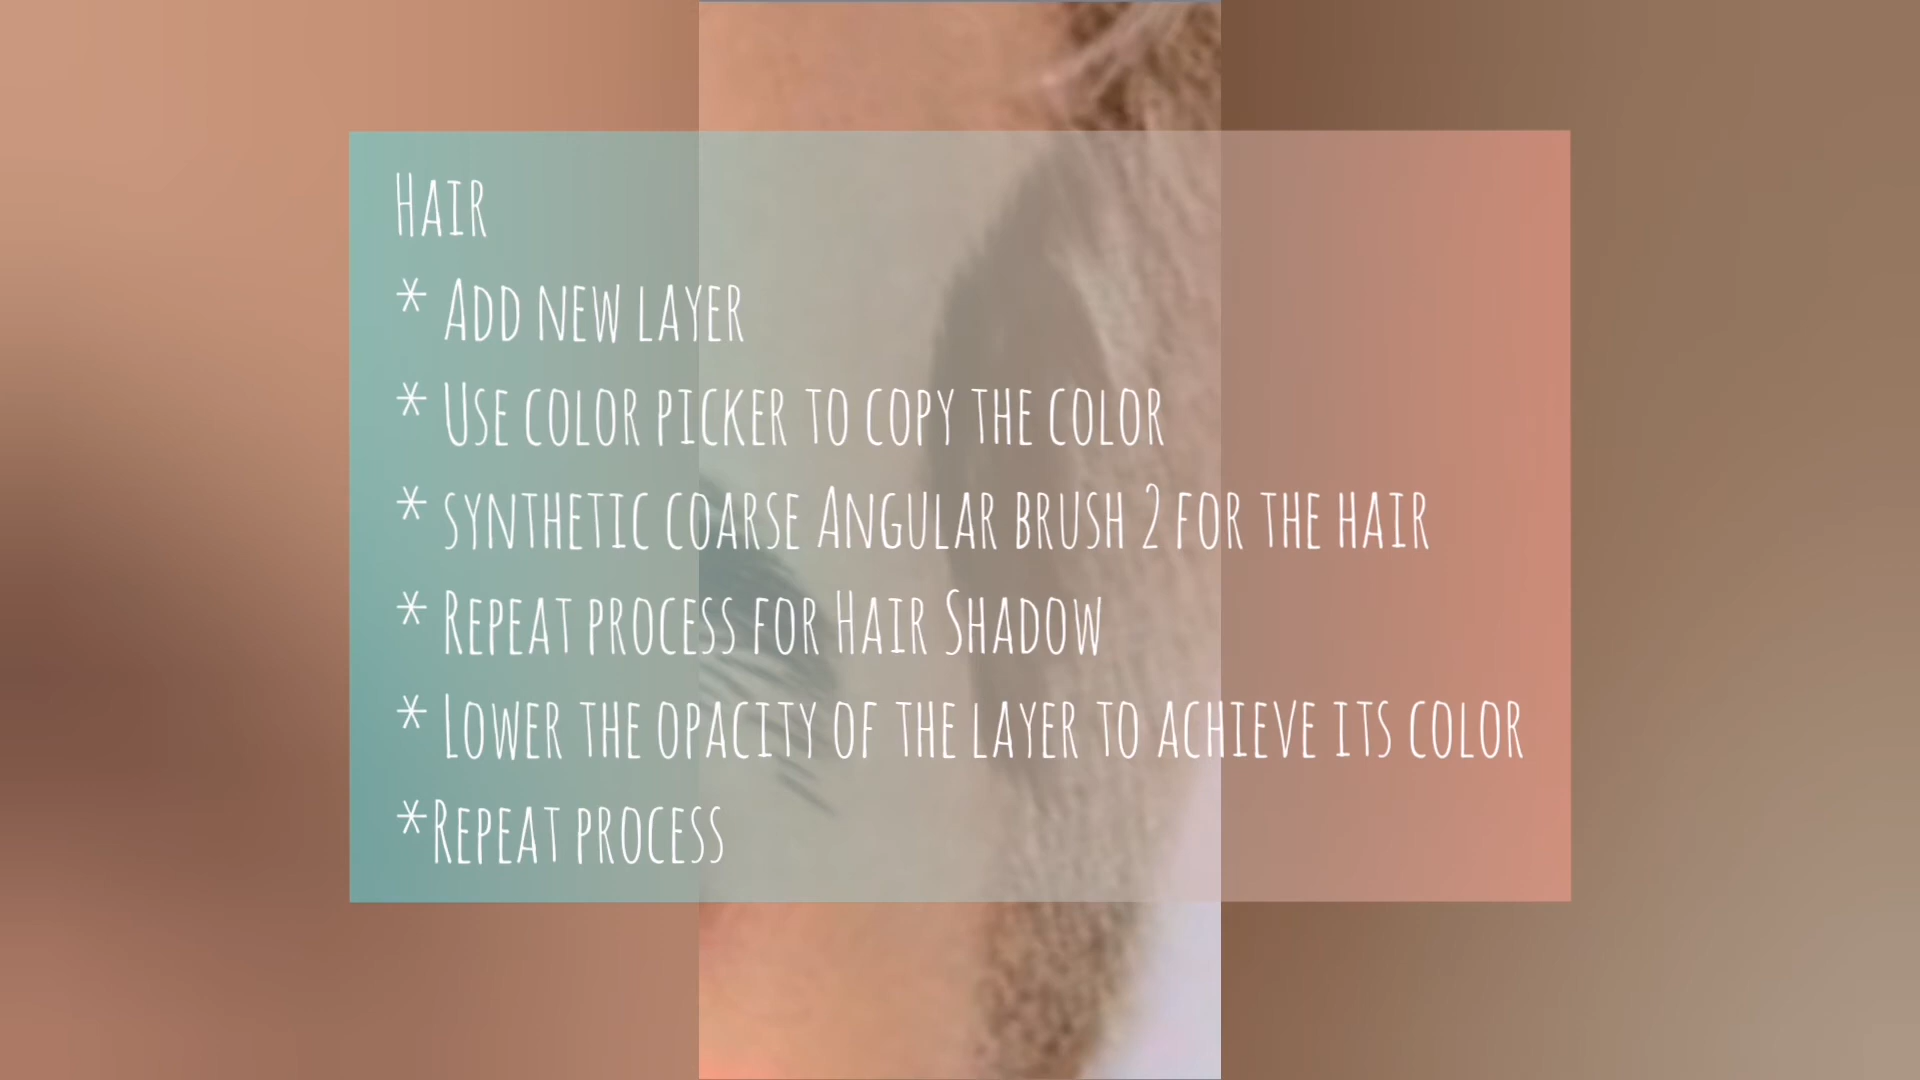 Hair
* Add new layer
* Use color picker to copy the color
* synthetic coarse Angular brush 2 for the hair
* Repeat process for Hair Shadow
* Lower the opacity of the layer to achieve its color
*Repeat process